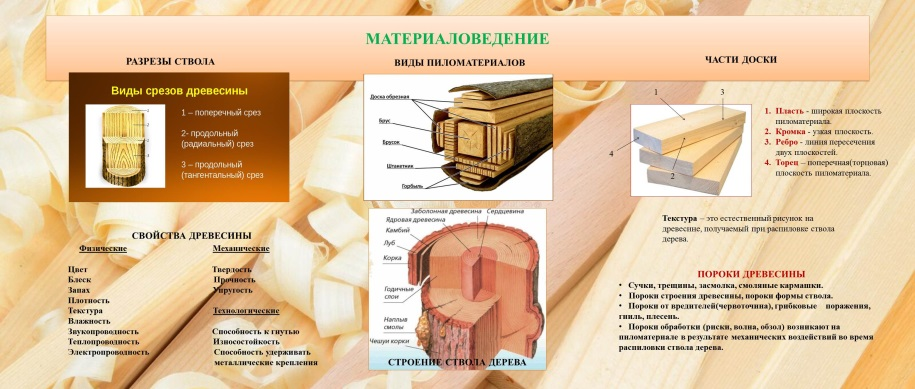 МАТЕРИАЛОВЕДЕНИЕ
РАЗРЕЗЫ СТВОЛА
Виды срезов древесины
1 – поперечный срез
2- продольный
(радиальный) срез
3 – продольный
(тангентальный) срез
СВОЙСТВА ДРЕВЕСИНЫ
Физические
Цвет
Блеск
Запах
Плотность
Текстура
Влажность
Звукопроводность
Теплопроводность
Электропроводность
Механические
Твердость
Прочность
Упругость
Технологические
Способность к гнутью
Износостойкость
Способность удерживать
металлические крепления
ВИДЫ ПИЛОМАТЕРИАЛОВ
Доска обрезная
Брус
Брусок
Штакетник
Горбыль
Заболонная древесина
Сердцевина
Ядровая древесина
Камбий
Луб
Кора
Годичные
слои
Наплыв
смолы
Чешуи корки
СТРОЕНИЕ СТВОЛА ДЕРЕВА
ЧАСТИ ДОСКИ
1
3
4
2
1. Пласть - широкая плоскость
пиломатериала.
2. Кромка - узкая плоскость.
3. Ребро - линия пересечения
двух плоскостей.
4. Торец – поперечная(торцовая)
плоскость пиломатериала.
Текстура – это естественный рисунок на
древесине, получаемый при распиловке ствола
дерева.
ПОРОКИ ДРЕВЕСИНЫ
• Сучки, трещины, засмолка, смоляные кармашки.
• Пороки строения древесины, пороки формы ствола.
• Пороки от вредителей(червоточина), грибковые поражения,
гниль, плесень.
• Пороки обработки (риски, волна, обзол) возникают на
пиломатериале в результате механических воздействий во время
распиловки ствола дерева.